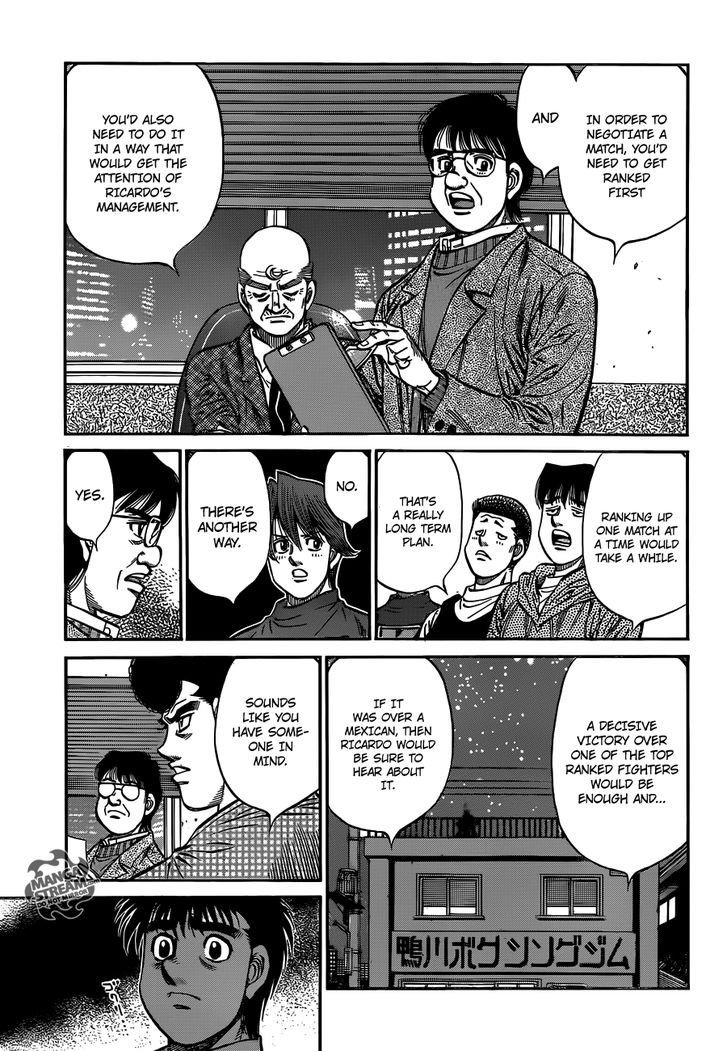 IN ORDER TO
NEGOTIATE A
MATCH, YOU'D
NEED TO GET
RANKED
FIRST
AND
YOU'D ALSO
NEED TO DO IT
IN A WAY THAT
WOULD GET THE
ATTENTION OF
RICARDO'S
MANAGEMENT.
RANKING UP
ONE MATCH AT
A TIME WOULD
TAKE A WHILE.
THAT'S
A REALLY
LONG TERM
PLAN.
NO.
THERE'S
ANOTHER
WAY.
YES.
A DECISIVE
VICTORY OVER
ONE OF THE TOP
RANKED FIGHTERS
WOULD BE
ENOUGH AND...
IF IT
WAS OVER A
MEXICAN, THEN
RICARDO WOULD
BE SURE TO
HEAR ABOUT
IT.
鴨川ボクシングジム
SOUNDS
LIKE YOU
HAVE SOME-
ONE IN
MIND.
MANGA
STREAM